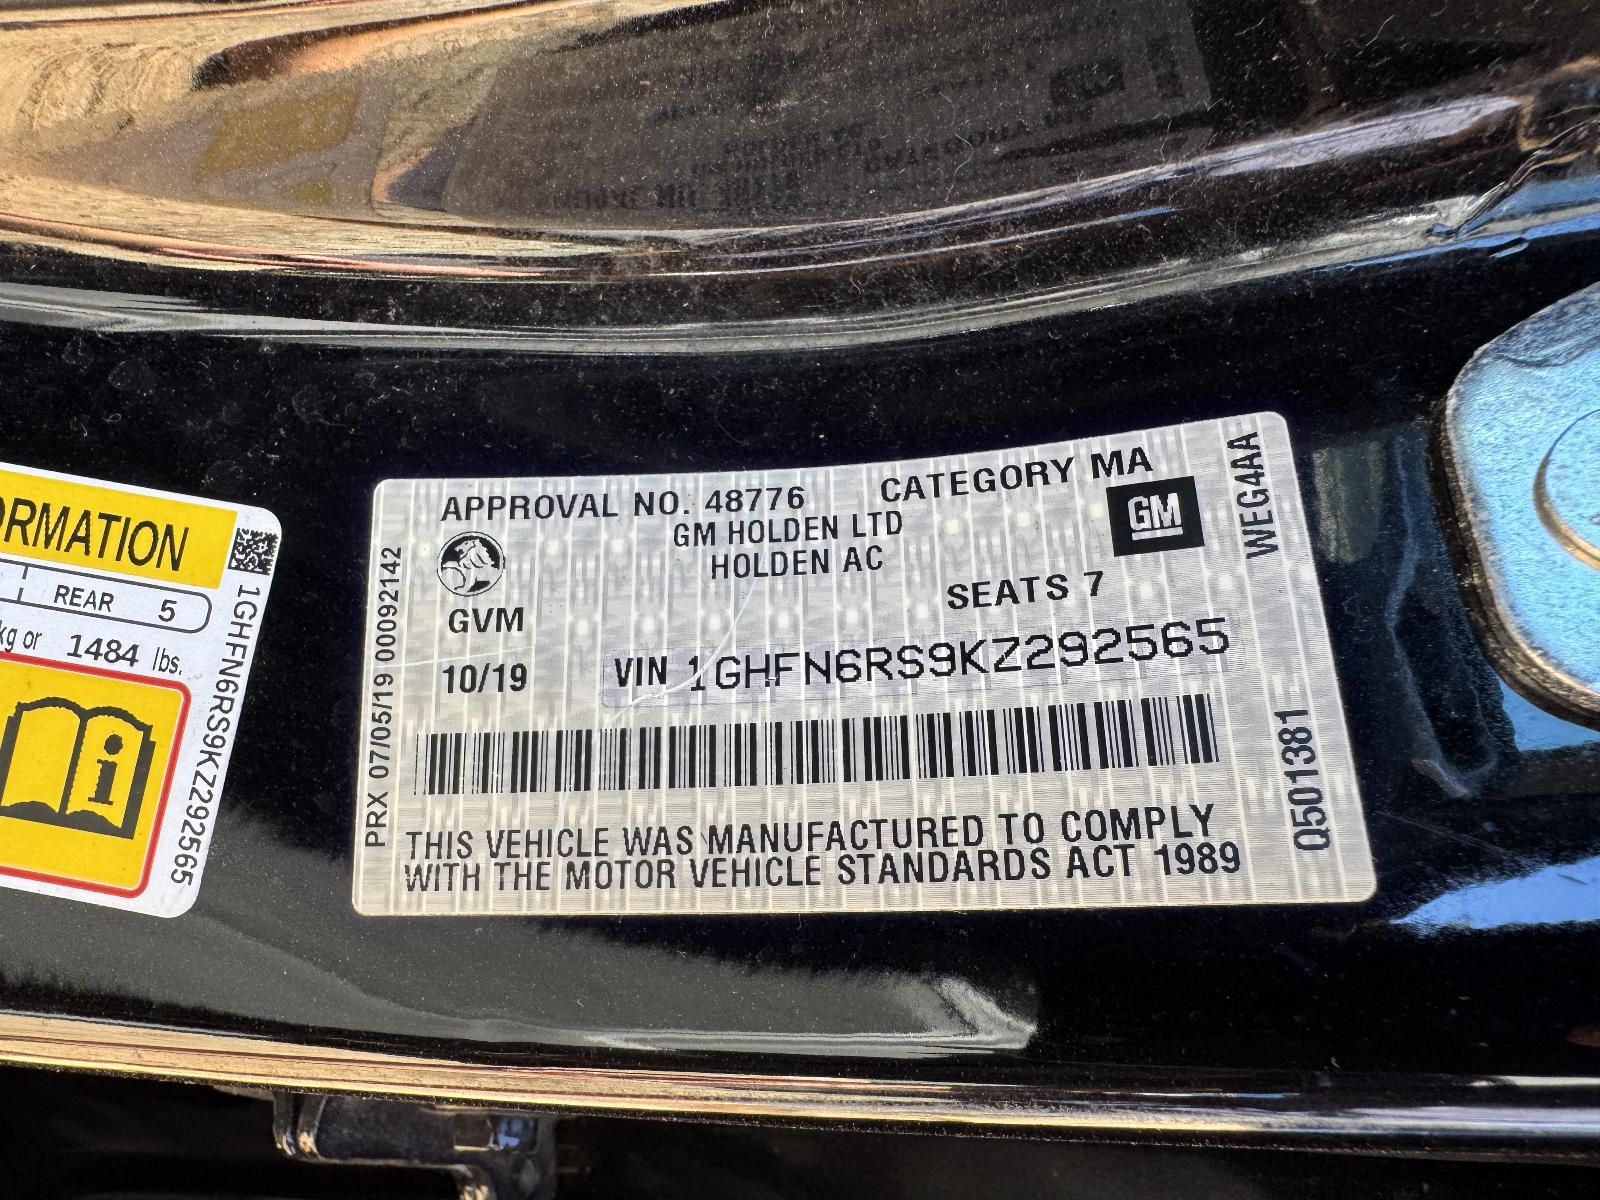 ORMATION
REAR 5
kg or 1484 lbs.
1GHFN6RS9KZ292565
APPROVAL NO. 48776 CATEGORY MA
GM HOLDEN LTD
HOLDEN AC
GM
SEATS 7
GVM
10/19
VIN 1GHFN6RS9KZ292565
THIS VEHICLE WAS MANUFACTURED TO COMPLY
WITH THE MOTOR VEHICLE STANDARDS ACT 1989
PRX 07/05/19 00092142
WEG4AA
Q501381